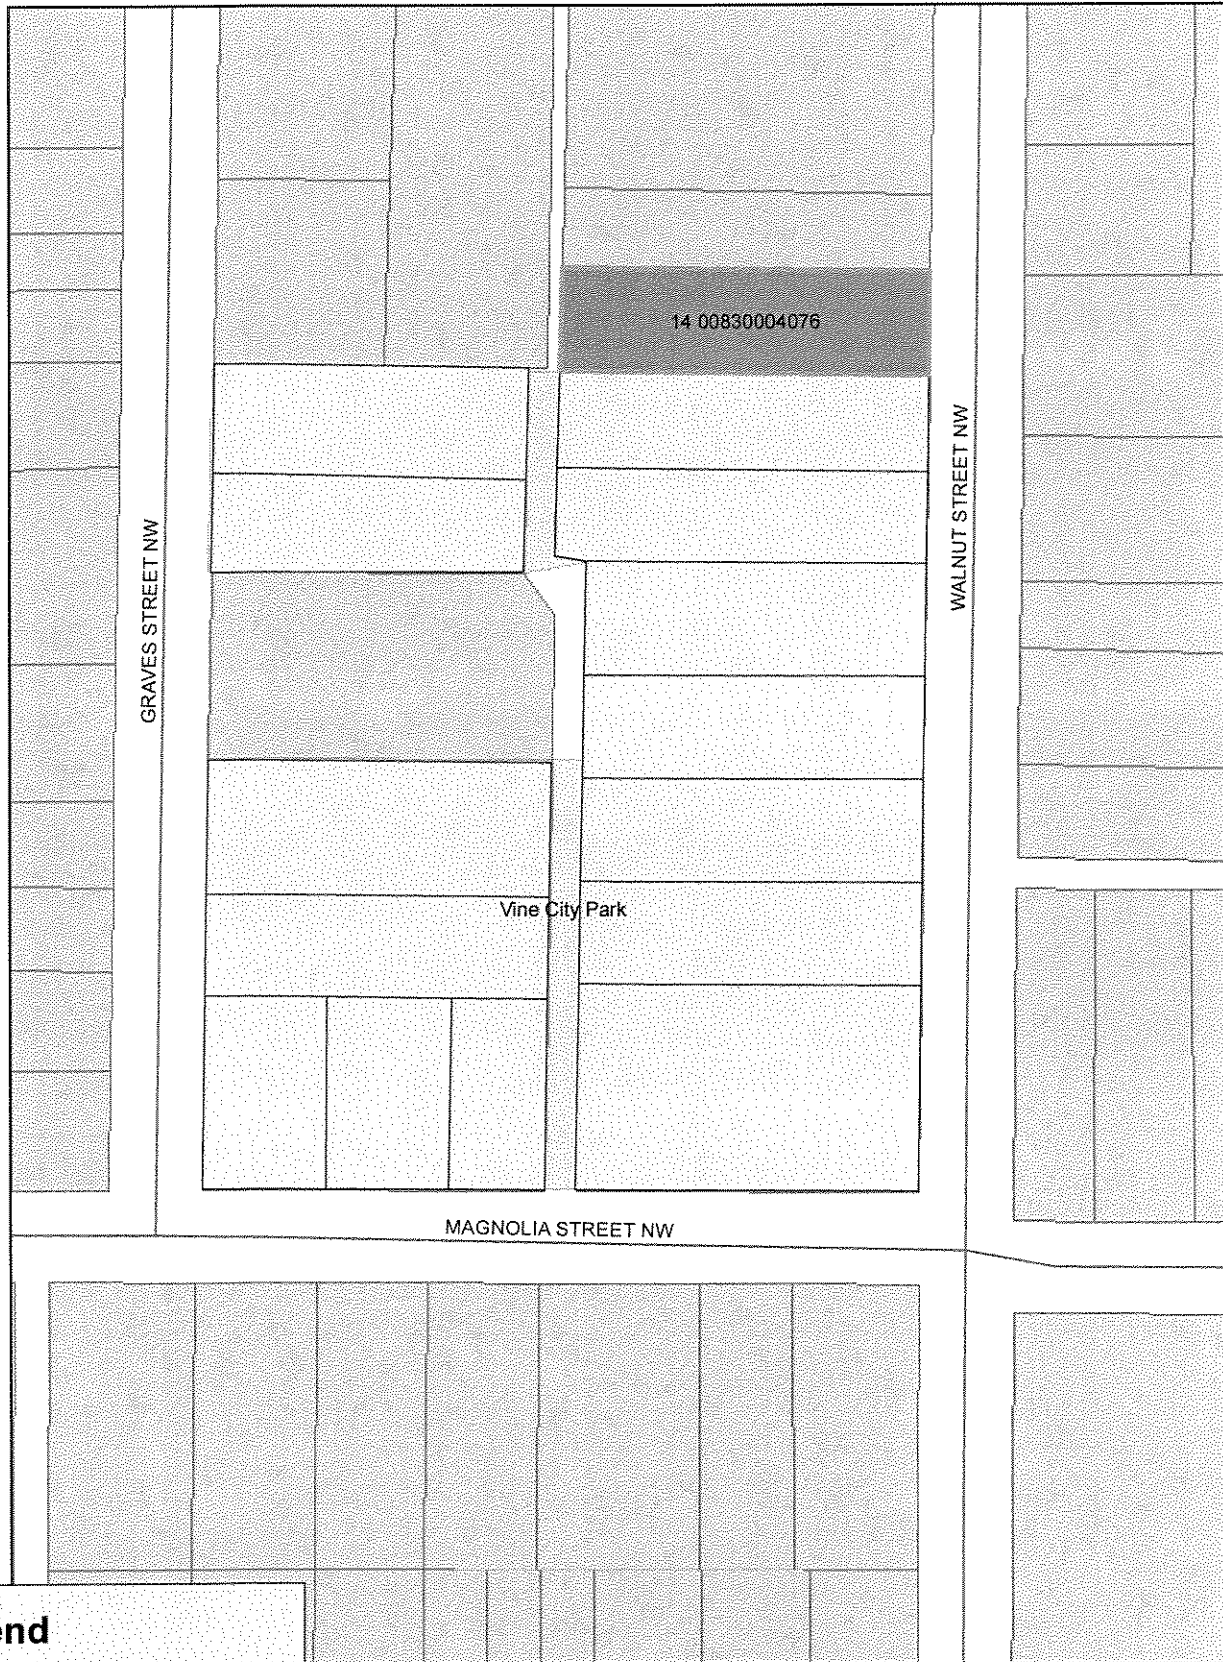 14 00830004076
WALNUT STREET NW
GRAVES STREET NW
Vine City Park
MAGNOLIA STREET NW
end